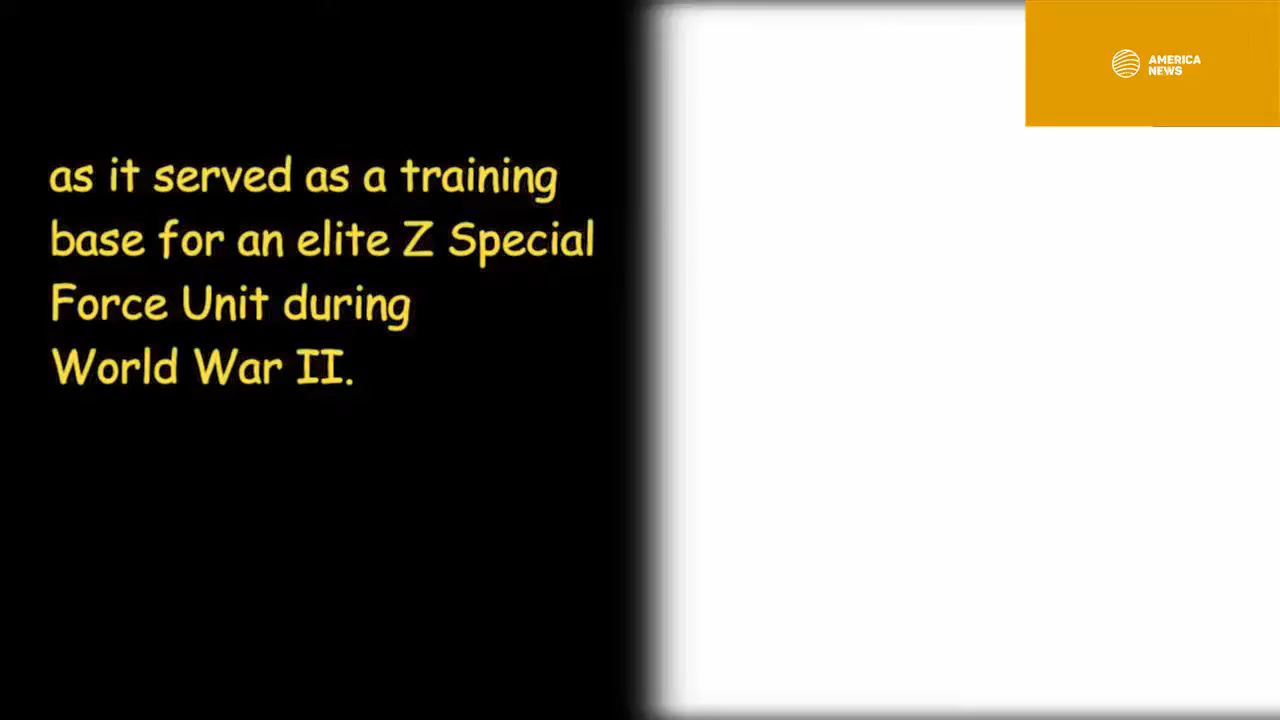 AMERICA
NEWS
as it served as a training
base for an elite Z Special
Force Unit during
World War II.